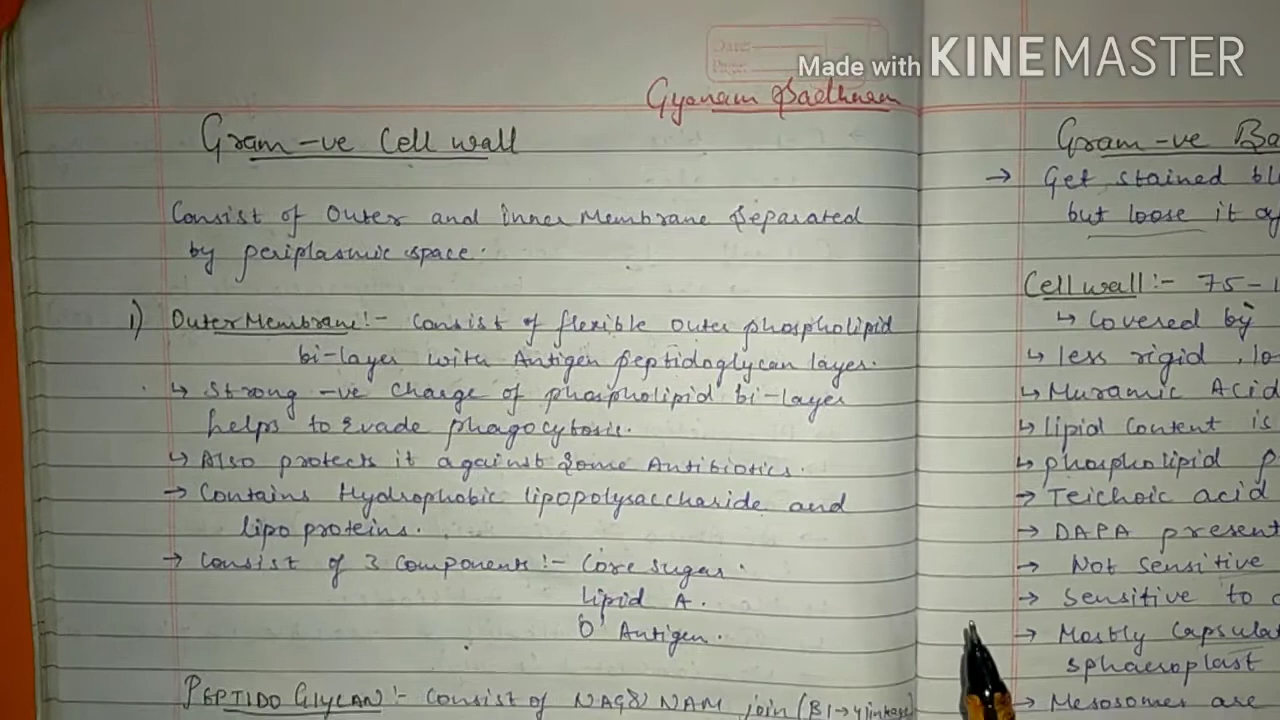 Made with KINEMASTER
Date
Gyanam Sadhnam
Gram -ve Cell wall
Consist of Outer and inner Membrane Separated
by periplasmic space.
1) Outer Membrane:- Consist of flexible outer phospholipid
bi-layer with Antigen peptidoglycan layer.
↳ Strong -ve charge of phospholipid bi-layer
helps to Evade phagocytosis.
↳ Also protects it against Some Antibiotics.
→ Contains Hydrophobic lipopolysaccharide and
lipo proteins.
→ Consist of 3 Components:- Core sugar.
Lipid A.
O' Antigen.
PEPTIDO GlyCAN:- Consist of NAG & NAM join (B1→4 linkage)
Gram -ve Ba
→ Get stained bl
but loose it
Cell wall:- 75-
↳ Covered by
↳ less rigid, lo
↳ Muramic Acid
↳ lipid Content is
↳ phospholipid p
→ Teichoic acid
→ DAPA present
→ Not Sensitive
→ Sensitive to
→ Mostly Capsulat
sphaeroplast
→ Mesosomes are